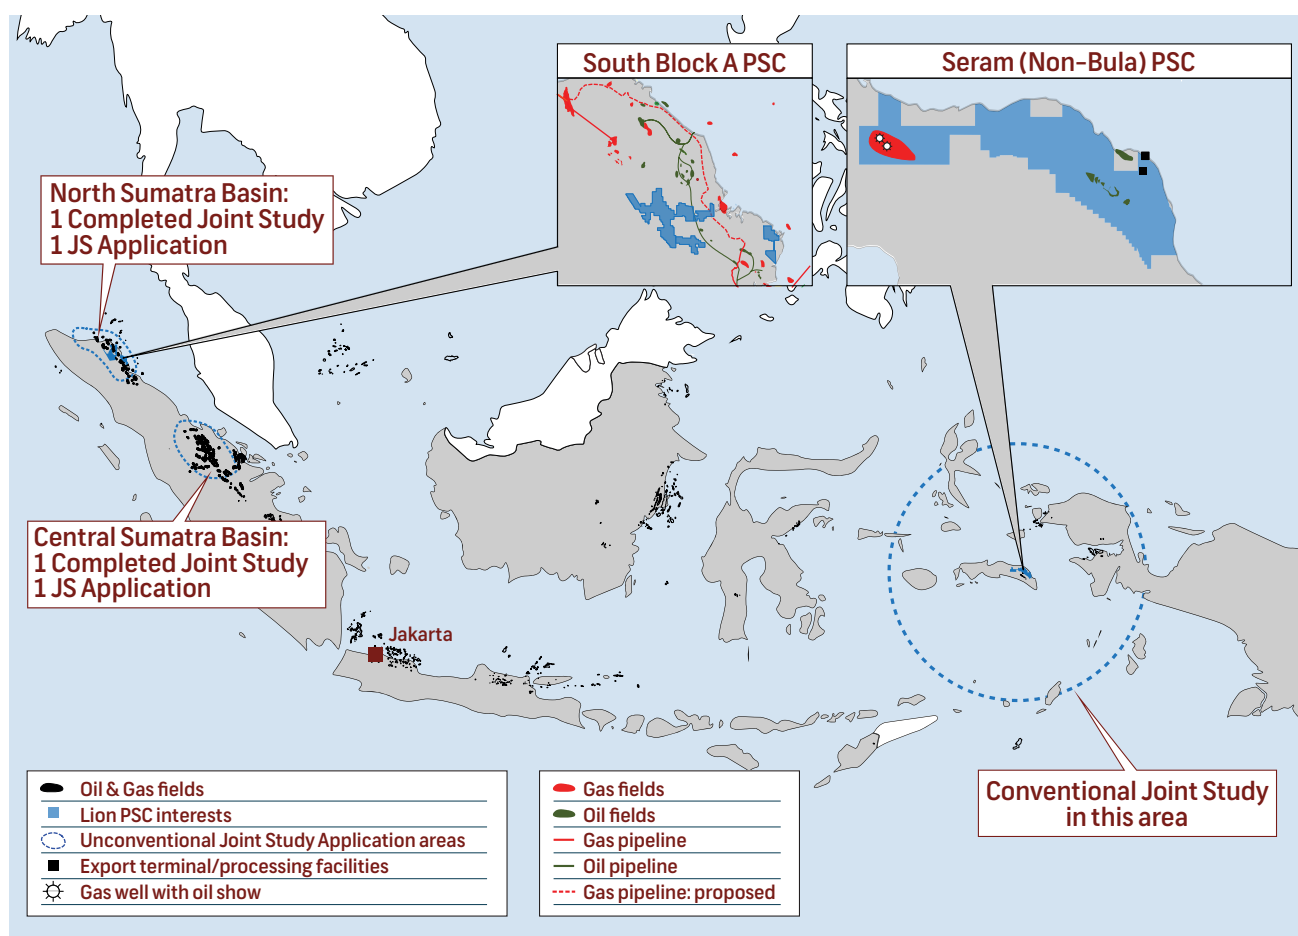 South Block A PSC
Seram (Non-Bula) PSC
North Sumatra Basin:
1 Completed Joint Study
1 JS Application
Central Sumatra Basin:
1 Completed Joint Study
1 JS Application
Jakarta
Conventional Joint Study
in this area
Oil & Gas fields
Lion PSC interests
Unconventional Joint Study Application areas
Export terminal/processing facilities
Gas well with oil show
Gas fields
Oil fields
Gas pipeline
Oil pipeline
Gas pipeline: proposed